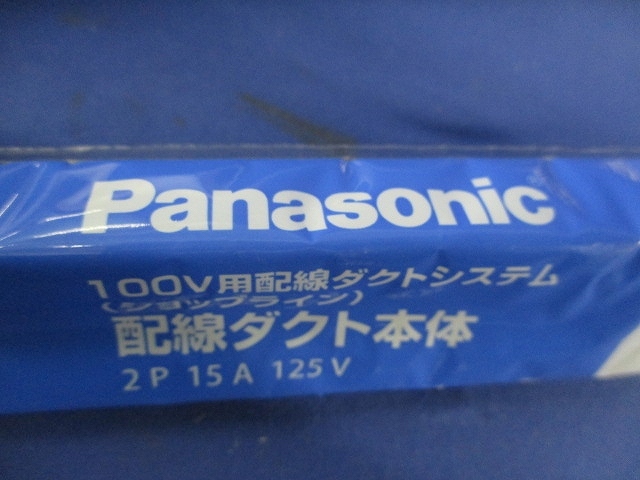 Panasonic
100V用配線ダクトシステム
(ショップライン)
配線ダクト本体
2P 15A 125V